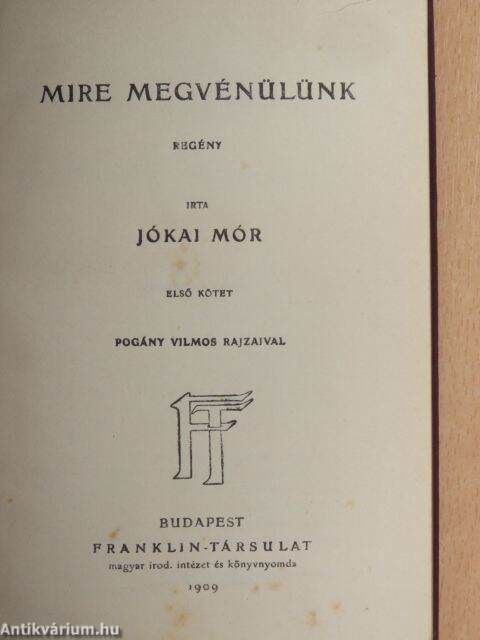 MIRE MEGVÉNÜLÜNK
REGÉNY
IRTA
JÓKAI MÓR
ELSŐ KÖTET
POGÁNY VILMOS RAJZAIVAL
FT
BUDAPEST
FRANKLIN-TÁRSULAT
magyar irod. intézet és könyvnyomda
1909
Antikvárium.hu